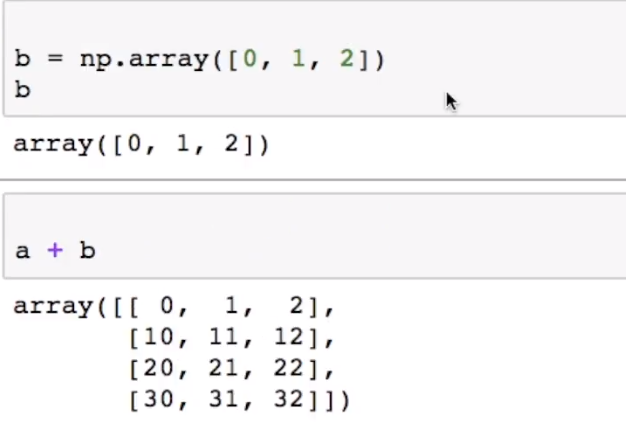 b = np.array([0, 1, 2])
b
array([0, 1, 2])
a + b
array([[ 0,  1,  2],
       [10, 11, 12],
       [20, 21, 22],
       [30, 31, 32]])